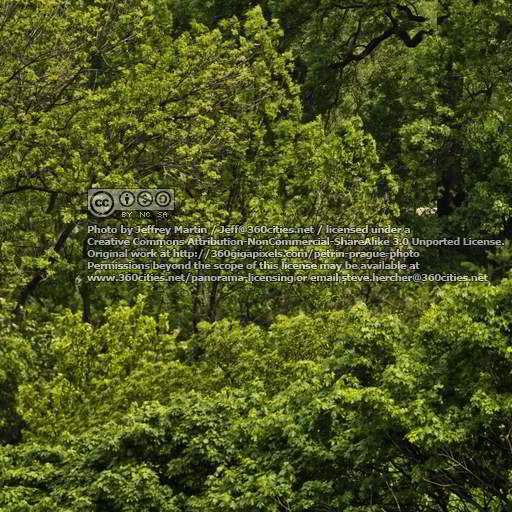 cc
BY NC SA
Photo by Jeffrey Martin / Jeff@360cities.net / licensed under a
Creative Commons Attribution-NonCommercial-ShareAlike 3.0 Unported License.
Original work at http://360gigapixels.com/petrin-prague-photo
Permissions beyond the scope of this license may be available at
www.360cities.net/panorama-licensing or email steve.hercher@360cities.net